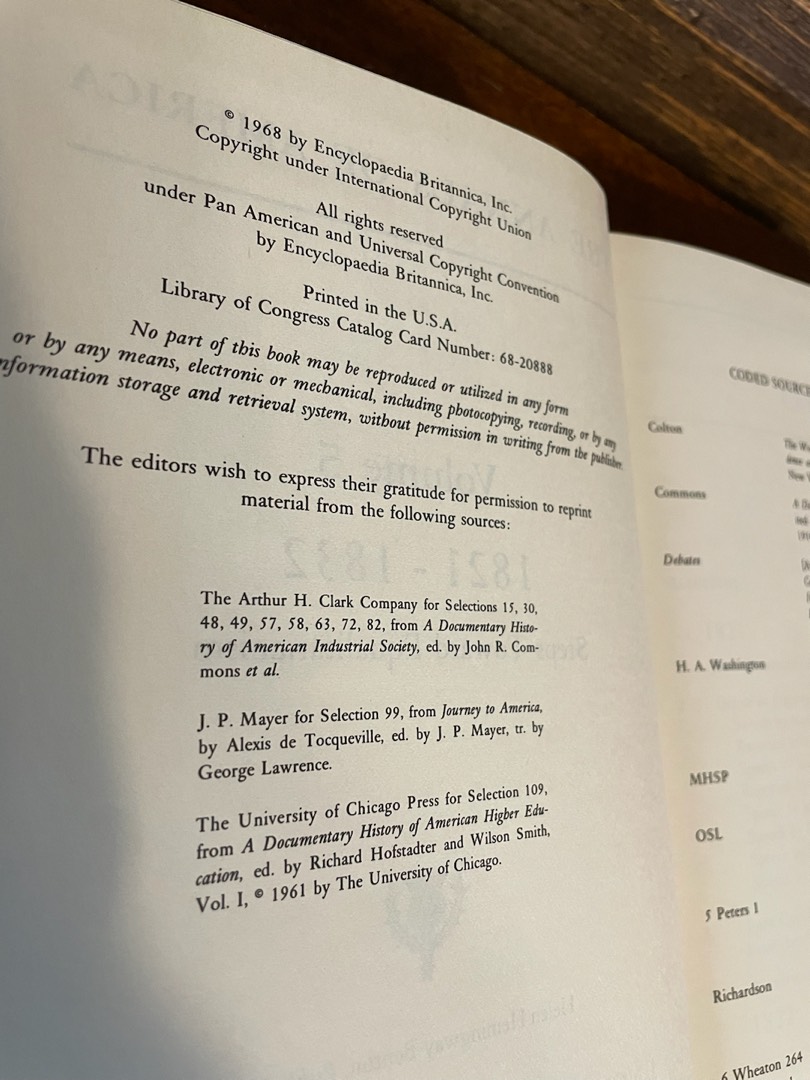 © 1968 by Encyclopaedia Britannica, Inc.
Copyright under International Copyright Union
All rights reserved
under Pan American and Universal Copyright Convention
by Encyclopaedia Britannica, Inc.
Printed in the U.S.A.
Library of Congress Catalog Card Number: 68-20888
No part of this book may be reproduced or utilized in any form
or by any means, electronic or mechanical, including photocopying, recording, or by any
nformation storage and retrieval system, without permission in writing from the publisher.
The editors wish to express their gratitude for permission to reprint
material from the following sources:
The Arthur H. Clark Company for Selections 15, 30,
48, 49, 57, 58, 63, 72, 82, from A Documentary Histo-
ry of American Industrial Society, ed. by John R. Com-
mons et al.
J. P. Mayer for Selection 99, from Journey to America,
by Alexis de Tocqueville, ed. by J. P. Mayer, tr. by
George Lawrence.
The University of Chicago Press for Selection 109,
from A Documentary History of American Higher Edu-
cation, ed. by Richard Hofstadter and Wilson Smith,
Vol. I, © 1961 by The University of Chicago.
CODED SOURCE
Colton
Commons
Debates
H. A. Washington
MHSP
OSL
5 Peters 1
Richardson
6 Wheaton 264